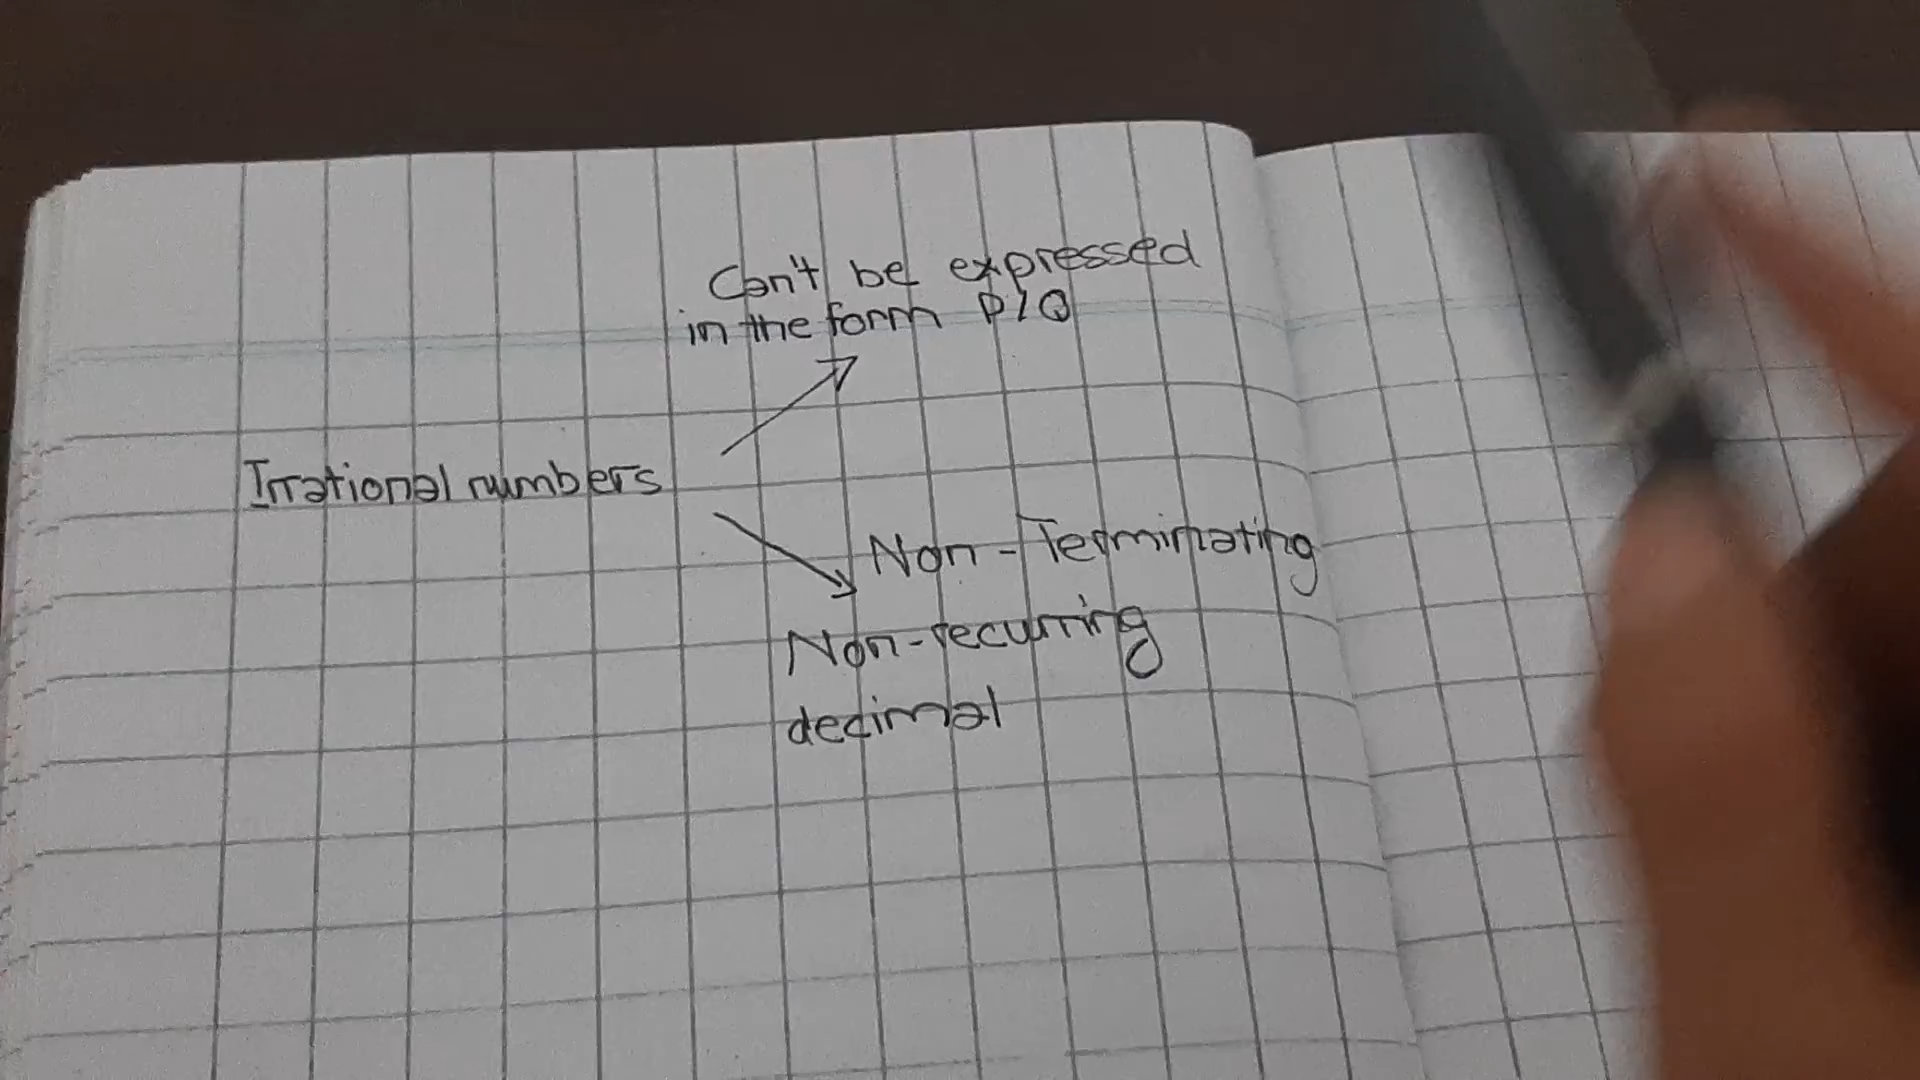 Can't be expressed
in the form P/Q
Irrational numbers
Non-Terminating
Non-recurring
decimal